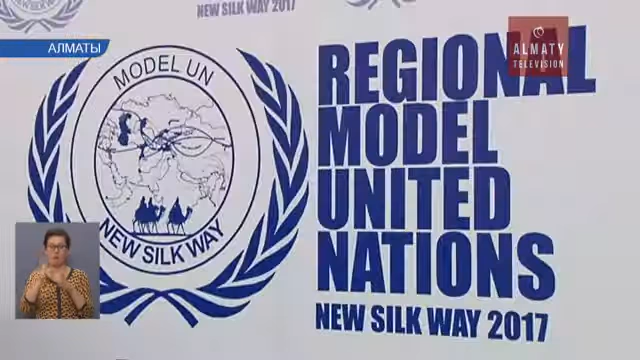 NEW SILK WAY 2017
АЛМАТЫ
ALMATY
TELEVISION
MODEL UN
NEW SILK WAY
REGIONAL
MODEL
UNITED
NATIONS
NEW SILK WAY 2017